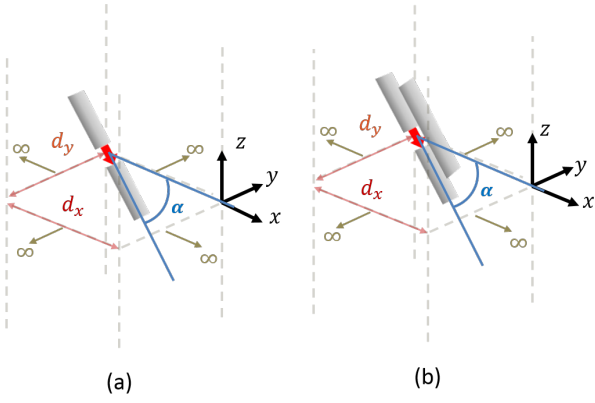 ∞ d_y ∞ z
y
d_x α x
∞ ∞
(a)
∞ d_y ∞ z
y
d_x α x
∞ ∞
(b)